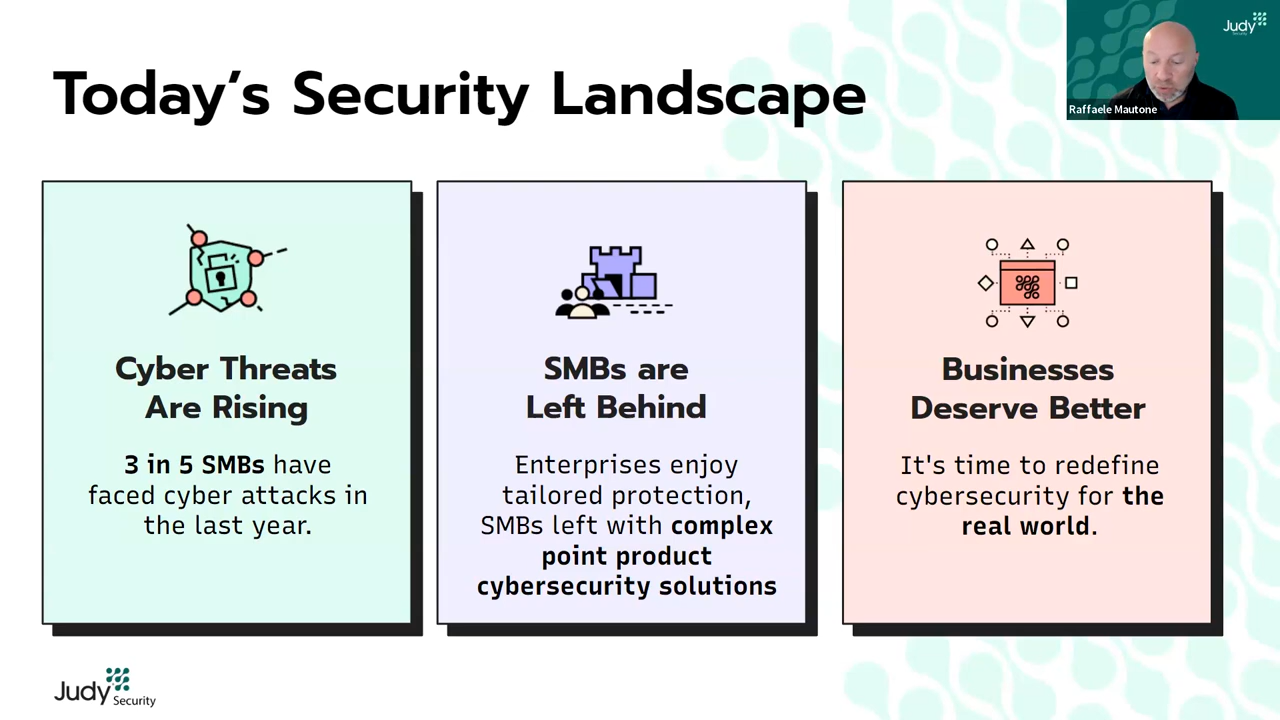 Today’s Security Landscape
Judy
Security
Raffaele Mautone
Cyber Threats
Are Rising
3 in 5 SMBs have
faced cyber attacks in
the last year.
SMBs are
Left Behind
Enterprises enjoy
tailored protection,
SMBs left with complex
point product
cybersecurity solutions
Businesses
Deserve Better
It's time to redefine
cybersecurity for the
real world.
Judy Security